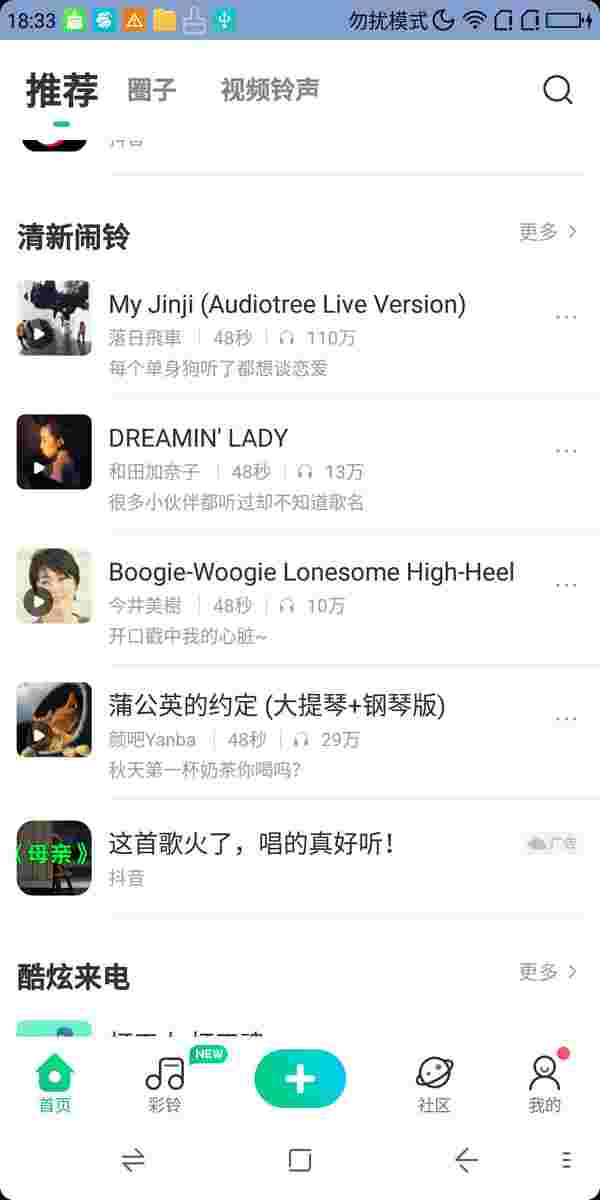 18:33 勿扰模式
推荐 圈子 视频铃声
抖音
清新闹铃 更多
My Jinji (Audiotree Live Version)
落日飛車 48秒 110万
每个单身狗听了都想谈恋爱
DREAMIN' LADY
和田加奈子 48秒 13万
很多小伙伴都听过却不知道歌名
Boogie-Woogie Lonesome High-Heel
今井美樹 48秒 10万
开口戳中我的心脏~
蒲公英的约定 (大提琴+钢琴版)
颜吧Yanba 48秒 29万
秋天第一杯奶茶你喝吗?
《母亲》
这首歌火了，唱的真好听! 广告
抖音
酷炫来电 更多
NEW
首页 彩铃 社区 我的